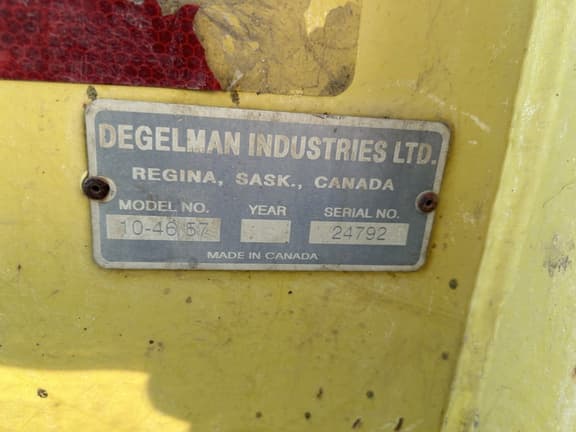 DEGELMAN INDUSTRIES LTD.
REGINA, SASK., CANADA
MODEL NO. YEAR SERIAL NO.
10-46 57 24792
MADE IN CANADA